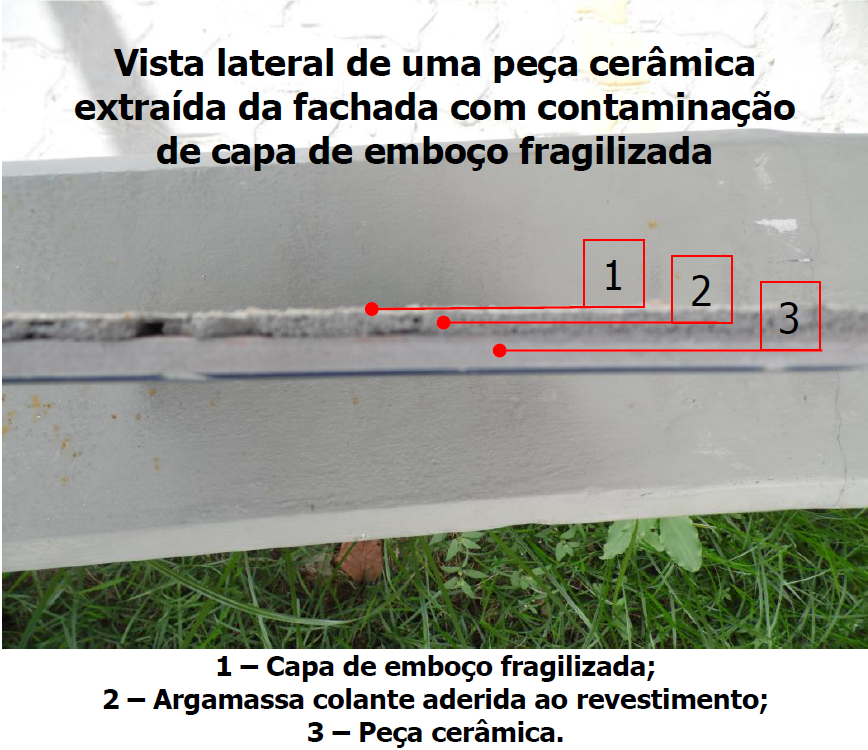 Vista lateral de uma peça cerâmica
extraída da fachada com contaminação
de capa de emboço fragilizada
1
2
3
1 – Capa de emboço fragilizada;
2 – Argamassa colante aderida ao revestimento;
3 – Peça cerâmica.